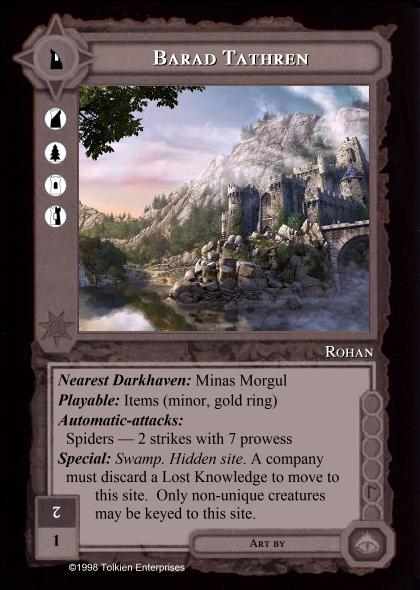 BARAD TATHREN
ROHAN
Nearest Darkhaven: Minas Morgul
Playable: Items (minor, gold ring)
Automatic-attacks:
Spiders — 2 strikes with 7 prowess
Special: Swamp. Hidden site. A company
must discard a Lost Knowledge to move to
this site. Only non-unique creatures
may be keyed to this site.
2
1
ART BY
©1998 Tolkien Enterprises